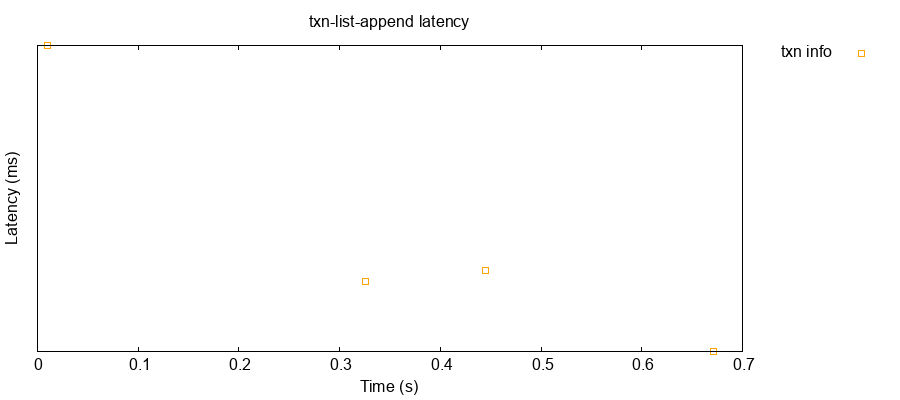 txn-list-append latency
txn info
Latency (ms)
0 0.1 0.2 0.3 0.4 0.5 0.6 0.7
Time (s)